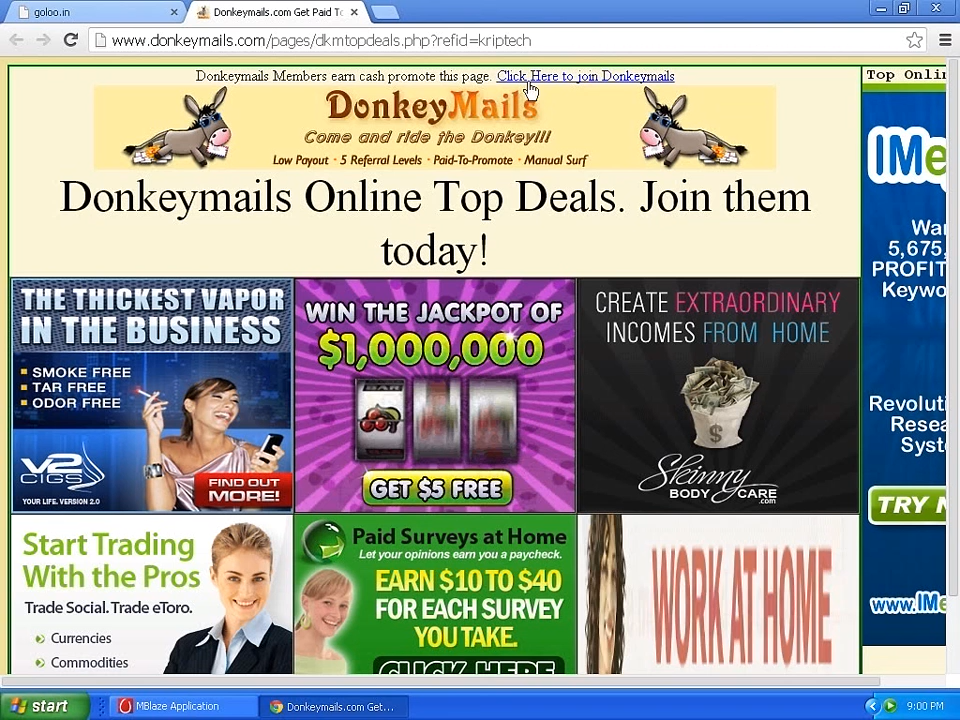 goloo.in
Donkeymails.com Get Paid To
www.donkeymails.com/pages/dkmtopdeals.php?refid=kriptech
Donkeymails Members earn cash promote this page. Click Here to join Donkeymails
DonkeyMails
Come and ride the Donkey!!!
Low Payout · 5 Referral Levels · Paid-To-Promote · Manual Surf
Donkeymails Online Top Deals. Join them
today!
THE THICKEST VAPOR
IN THE BUSINESS
SMOKE FREE
TAR FREE
ODOR FREE
V2
CIGS
YOUR LIFE. VERSION 2.0
FIND OUT
MORE!
WIN THE JACKPOT OF
$1,000,000
BAR
GET $5 FREE
CREATE EXTRAORDINARY
INCOMES FROM HOME
$
Skinny
BODY CARE
.com
Start Trading
With the Pros
Trade Social. Trade eToro.
Currencies
Commodities
Paid Surveys at Home
Let your opinions earn you a paycheck.
EARN $10 TO $40
FOR EACH SURVEY
YOU TAKE.
CLICK HERE
WORK AT HOME
Top Onlin
IMe
Wan
5,675,
PROFIT
Keywo
Revoluti
Resea
Syste
TRY N
www.IMe
start
MBlaze Application
Donkeymails.com Get...
9:00 PM